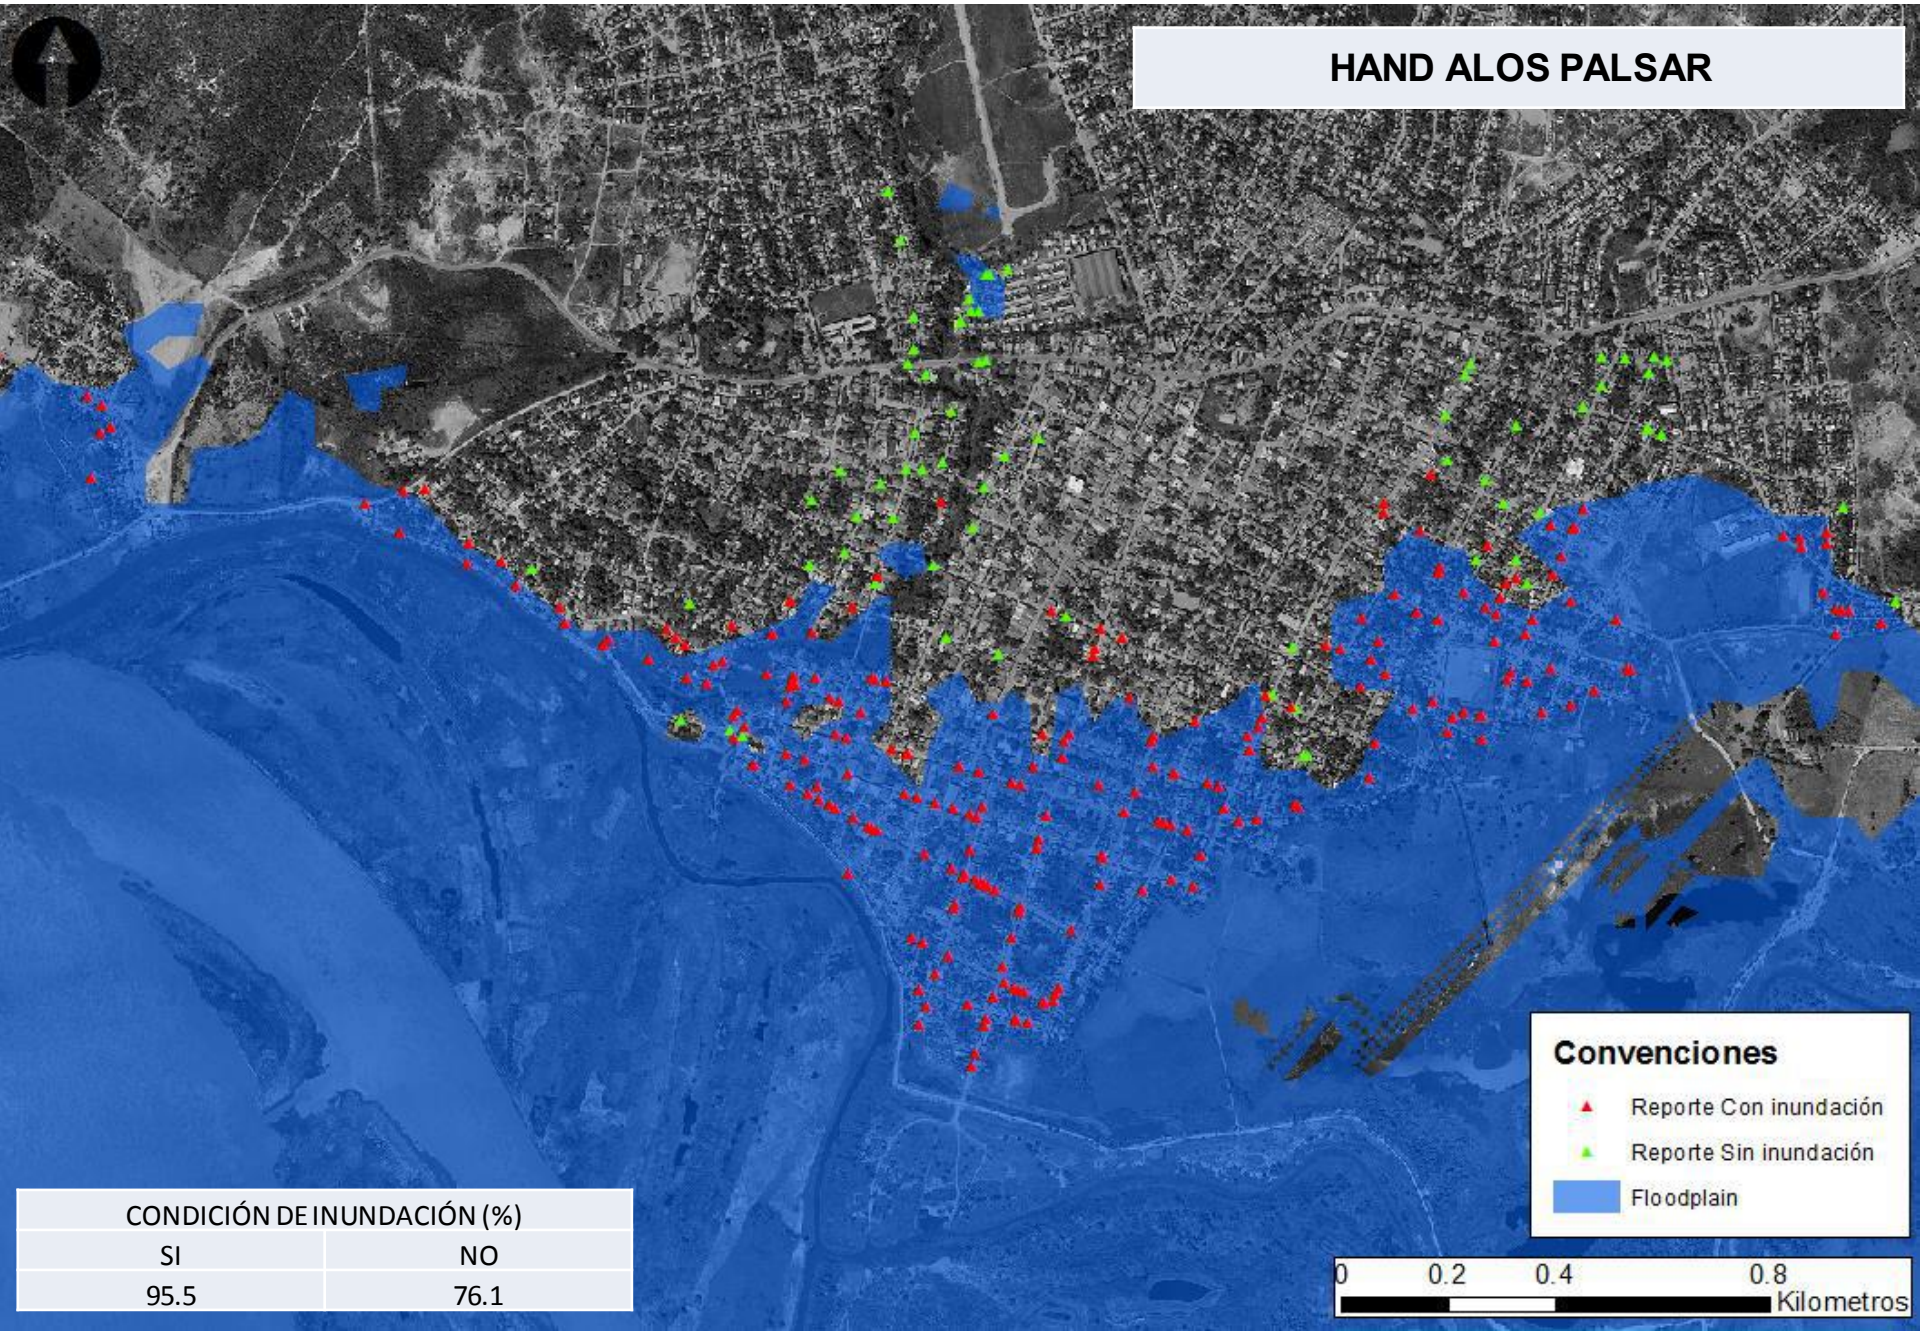 HAND ALOS PALSAR
Convenciones
Reporte Con inundación
Reporte Sin inundación
Floodplain
CONDICIÓN DE INUNDACIÓN (%)
SI NO
95.5 76.1
0 0.2 0.4 0.8
Kilometros